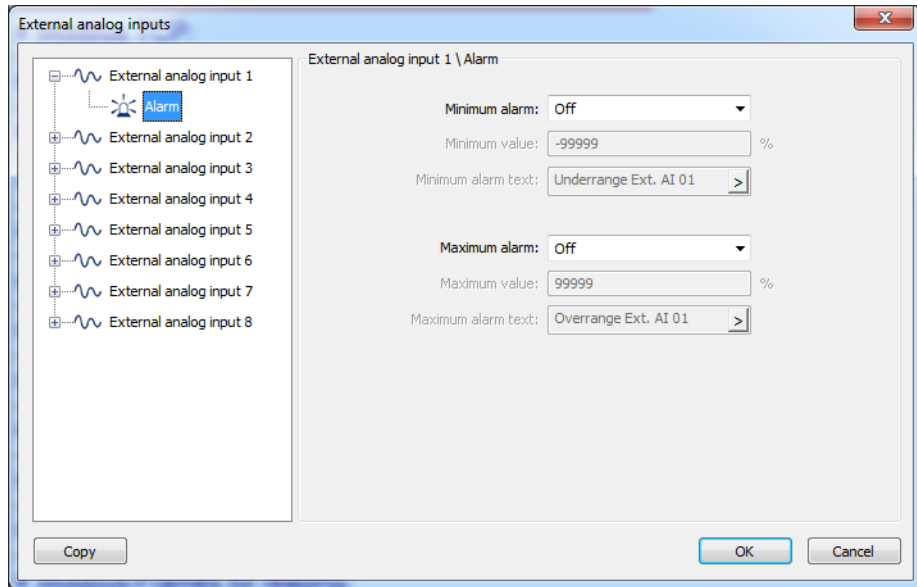 External analog inputs
External analog input 1
Alarm
External analog input 2
External analog input 3
External analog input 4
External analog input 5
External analog input 6
External analog input 7
External analog input 8
External analog input 1 \ Alarm
Minimum alarm: Off
Minimum value: -99999 %
Minimum alarm text: Underrange Ext. AI 01 >
Maximum alarm: Off
Maximum value: 99999 %
Maximum alarm text: Overrange Ext. AI 01 >
Copy
OK
Cancel